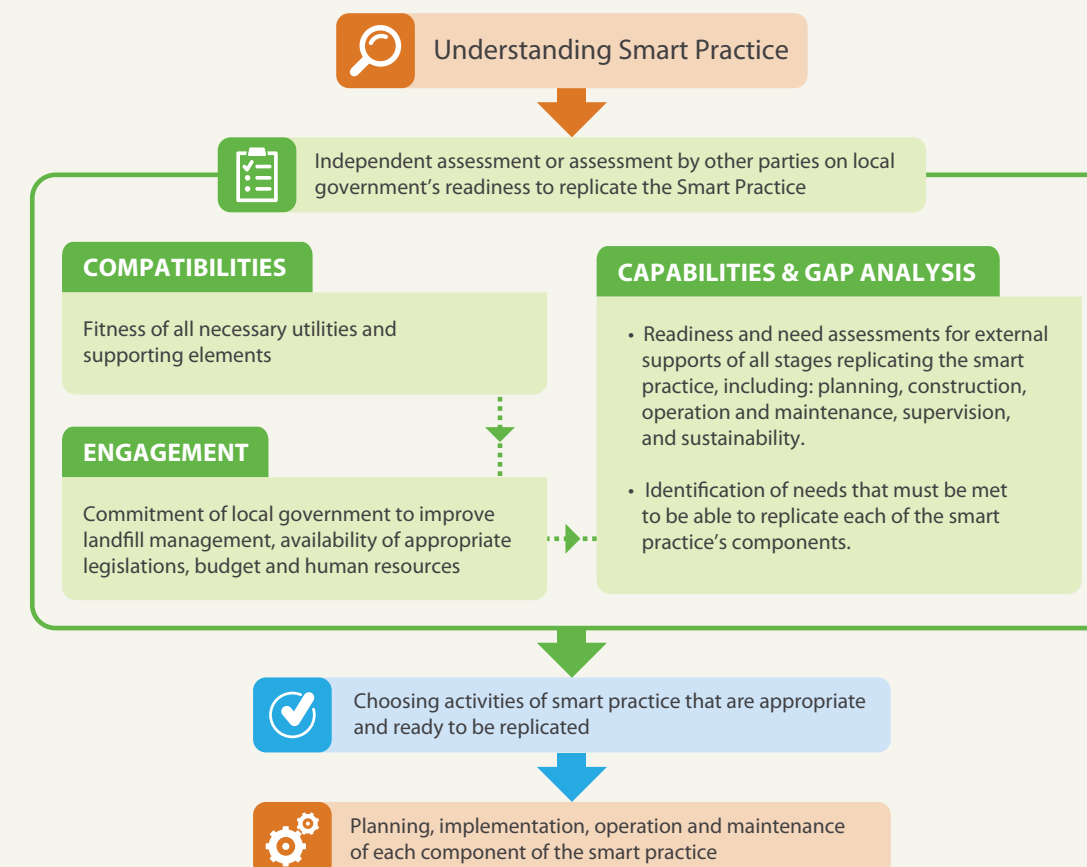 Understanding Smart Practice
Independent assessment or assessment by other parties on local
government’s readiness to replicate the Smart Practice
COMPATIBILITIES
Fitness of all necessary utilities and
supporting elements
ENGAGEMENT
Commitment of local government to improve
landfill management, availability of appropriate
legislations, budget and human resources
CAPABILITIES & GAP ANALYSIS
• Readiness and need assessments for external
supports of all stages replicating the smart
practice, including: planning, construction,
operation and maintenance, supervision,
and sustainability.
• Identification of needs that must be met
to be able to replicate each of the smart
practice’s components.
Choosing activities of smart practice that are appropriate
and ready to be replicated
Planning, implementation, operation and maintenance
of each component of the smart practice